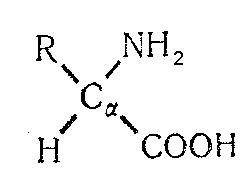 R NH₂
Cα
H COOH